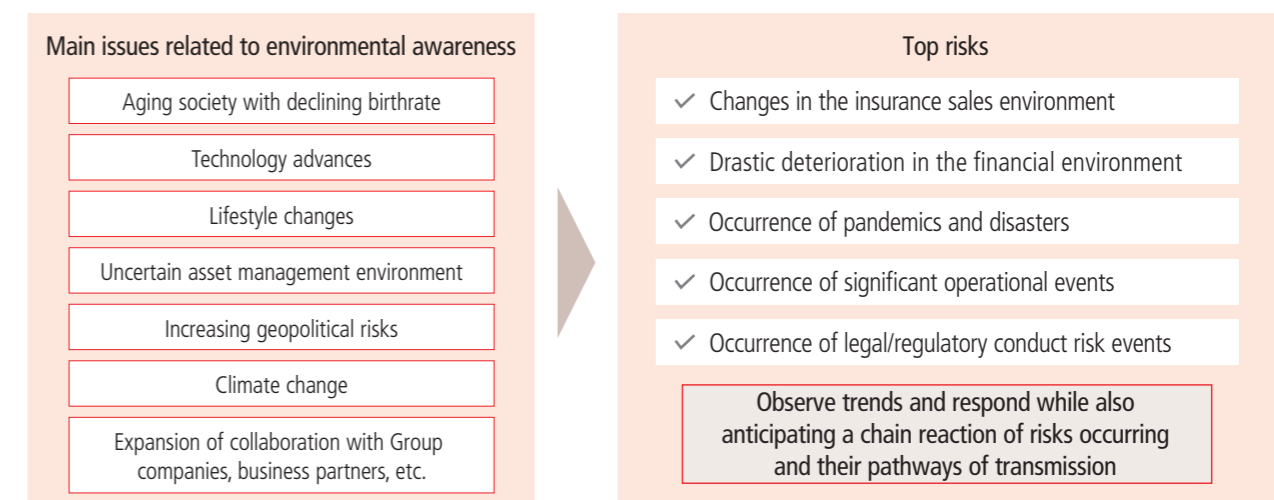 Main issues related to environmental awareness
Aging society with declining birthrate
Technology advances
Lifestyle changes
Uncertain asset management environment
Increasing geopolitical risks
Climate change
Expansion of collaboration with Group
companies, business partners, etc.
Top risks
✓ Changes in the insurance sales environment
✓ Drastic deterioration in the financial environment
✓ Occurrence of pandemics and disasters
✓ Occurrence of significant operational events
✓ Occurrence of legal/regulatory conduct risk events
Observe trends and respond while also
anticipating a chain reaction of risks occurring
and their pathways of transmission